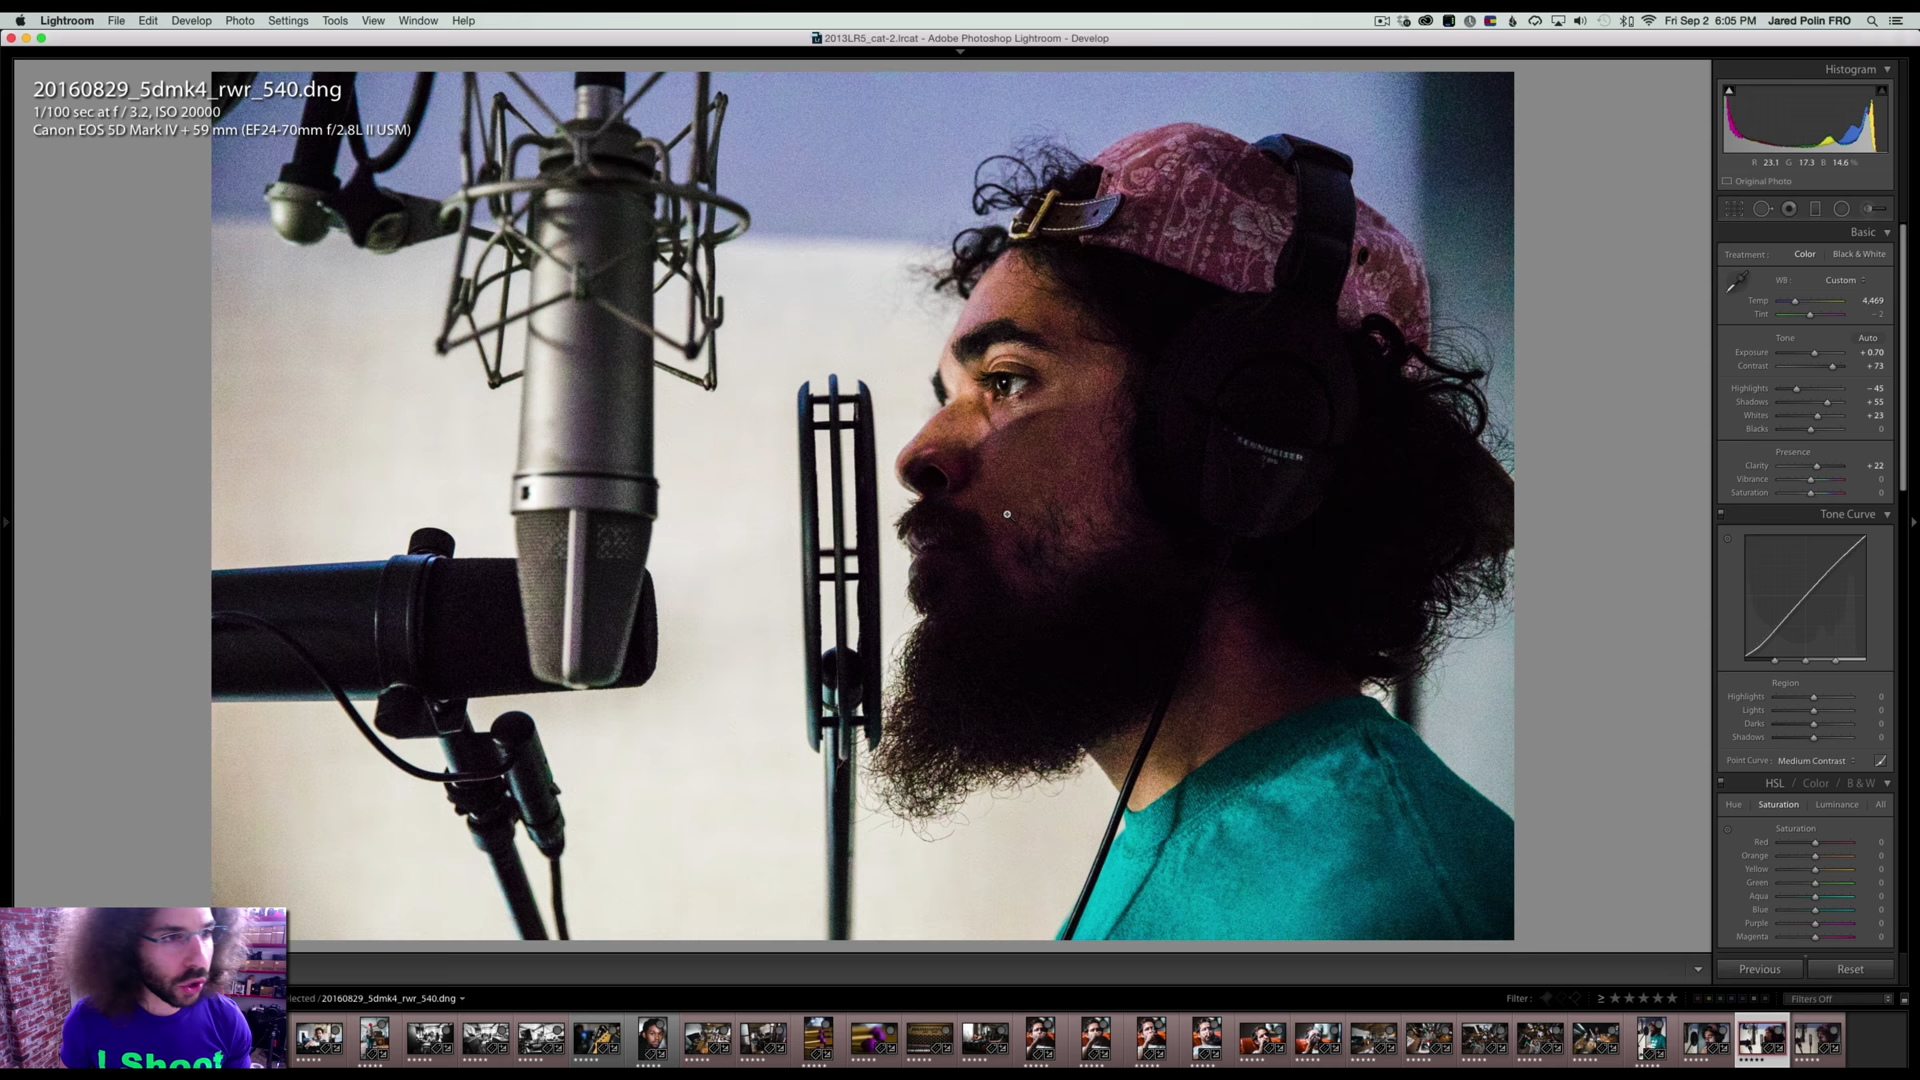 Lightroom File Edit Develop Photo Settings Tools View Window Help
Fri Sep 2 6:05 PM Jared Polin FRO
2013LR5_cat-2.lrcat - Adobe Photoshop Lightroom - Develop
20160829_5dmk4_rwr_540.dng
1/100 sec at f / 3.2, ISO 20000
Canon EOS 5D Mark IV + 59 mm (EF24-70mm f/2.8L II USM)
SENNHEISER
Histogram
R 23.1 G 17.3 B 14.6 %
Original Photo
Basic
Treatment : Color Black & White
WB : Custom
Temp 4,469
Tint - 2
Tone Auto
Exposure + 0.70
Contrast + 73
Highlights - 45
Shadows + 55
Whites + 23
Blacks 0
Presence
Clarity + 22
Vibrance 0
Saturation 0
Tone Curve
Region
Highlights 0
Lights 0
Darks 0
Shadows 0
Point Curve : Medium Contrast
HSL / Color / B & W
Hue Saturation Luminance All
Saturation
Red 0
Orange 0
Yellow 0
Green 0
Aqua 0
Blue 0
Purple 0
Magenta 0
Previous Reset
lected / 20160829_5dmk4_rwr_540.dng
Filter : ≥ ★★★★★ Filters Off
I Shoot